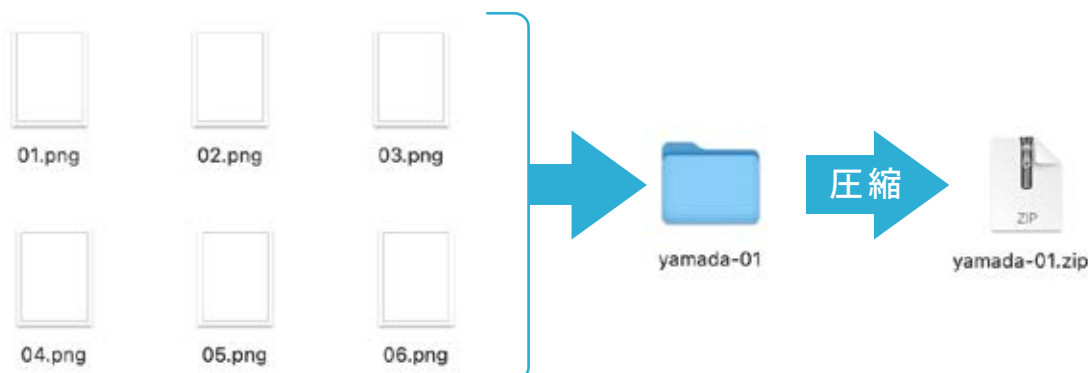 01.png
02.png
03.png
04.png
05.png
06.png
yamada-01
圧縮
ZIP
yamada-01.zip